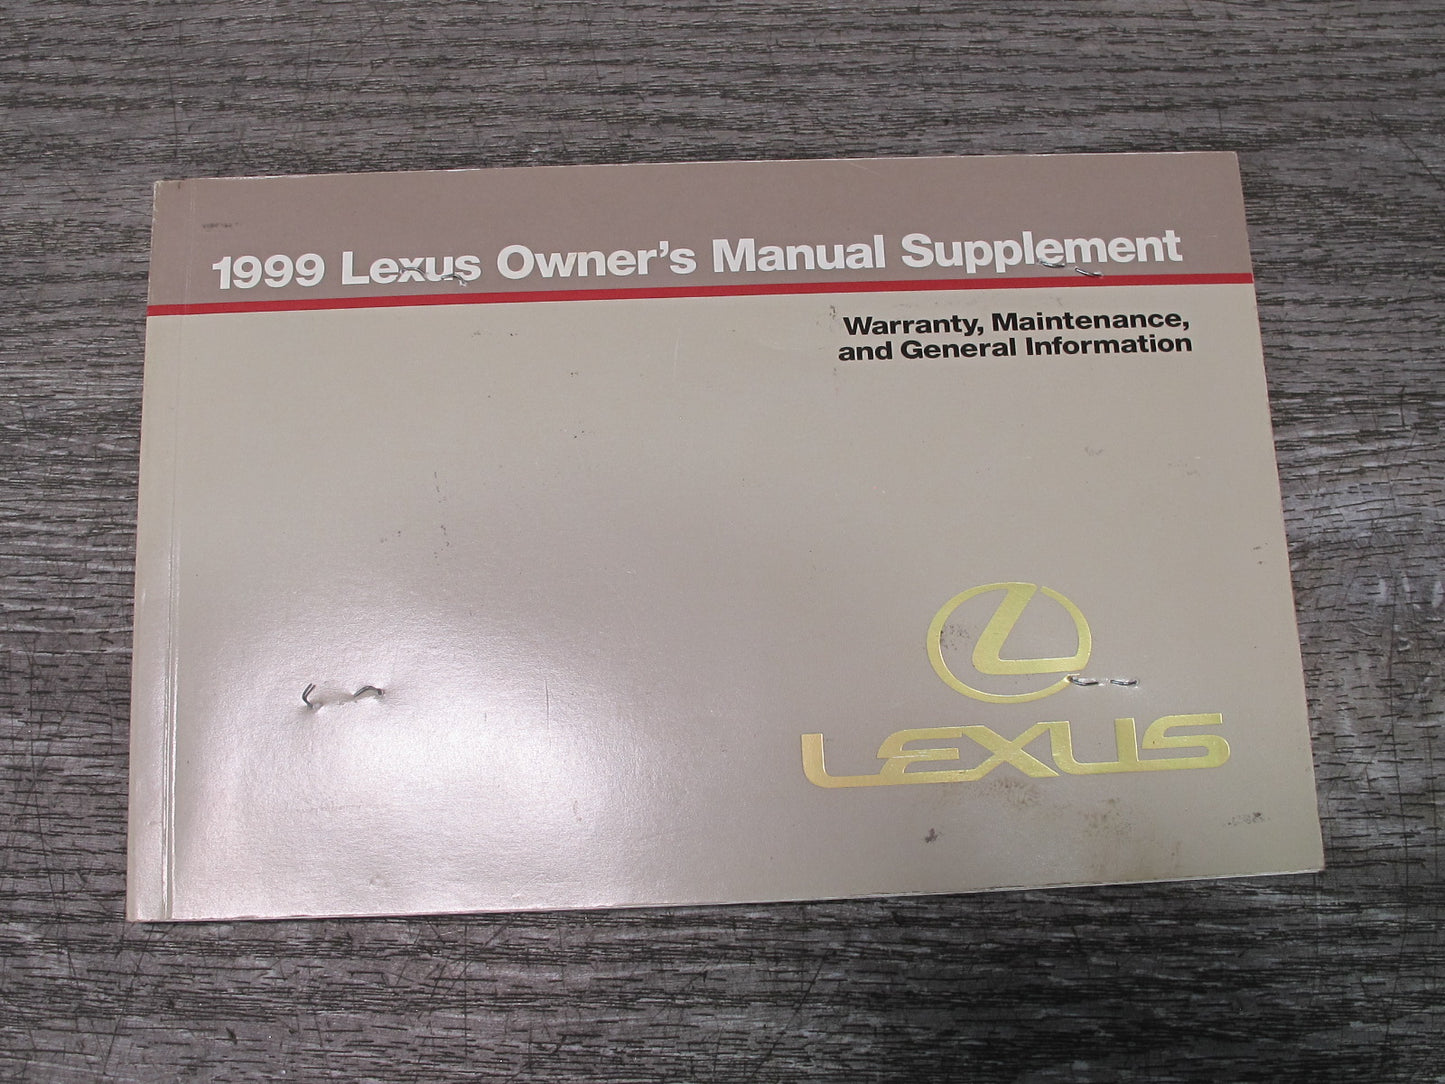 1999 Lexus Owner's Manual Supplement
Warranty, Maintenance,
and General Information
LEXUS